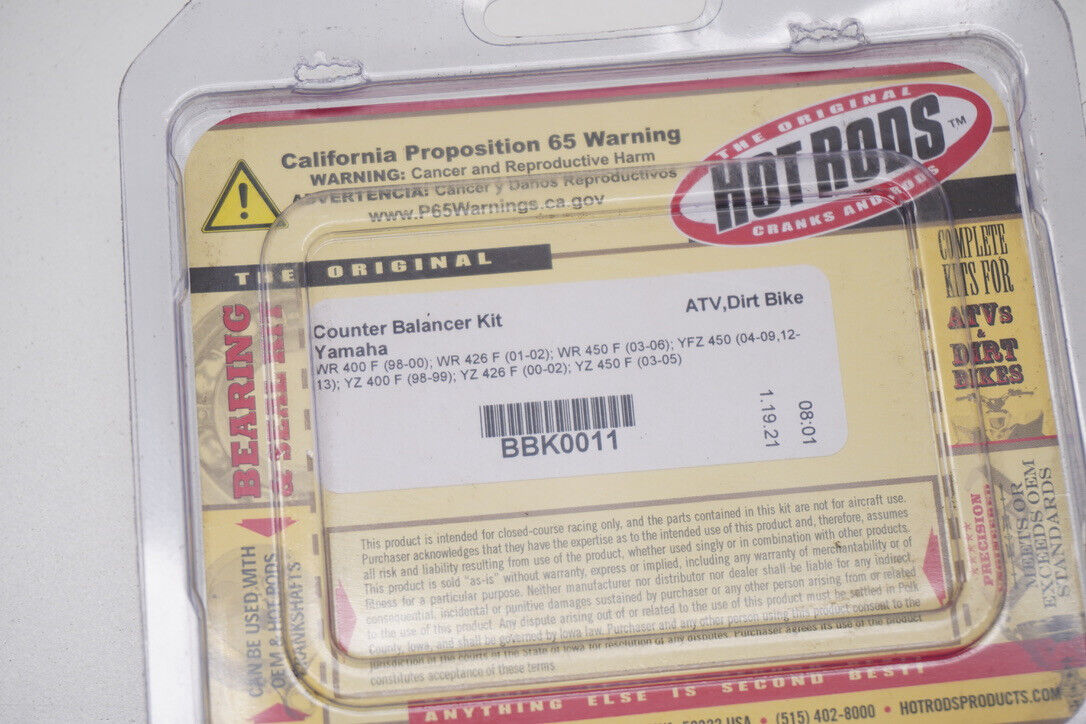 California Proposition 65 Warning
WARNING: Cancer and Reproductive Harm
ADVERTENCIA: Cancer y Danos Reproductivos
www.P65Warnings.ca.gov
THE ORIGINAL
HOT RODS™
CRANKS AND RODS
THE ORIGINAL
BEARING
& SEAL KIT
COMPLETE
KITS FOR
ATVs
&
DIRT
BIKES
Counter Balancer Kit
ATV,Dirt Bike
Yamaha
WR 400 F (98-00); WR 426 F (01-02); WR 450 F (03-06); YFZ 450 (04-09,12-
13); YZ 400 F (98-99); YZ 426 F (00-02); YZ 450 F (03-05)
BBK0011
1.19.21
08:01
CAN BE USED WITH
OEM & HOT RODS
CRANKSHAFTS
PRECISION
ENGINEERED
MEETS OR
EXCEEDS OEM
STANDARDS
This product is intended for closed-course racing only, and the parts contained in this kit are not for aircraft use.
Purchaser acknowledges that they have the expertise as to the intended use of this product and, therefore, assumes
all risk and liability resulting from use of the product, whether used singly or in combination with other products.
This product is sold "as-is" without warranty, express or implied, including any warranty of merchantability or of
fitness for a particular purpose. Neither manufacturer nor distributor nor dealer shall be liable for any indirect,
consequential, incidental or punitive damages sustained by purchaser or any other person arising from or related
to the use of this product. Any dispute arising out of or related to the use of this product must be settled in Polk
County, Iowa, and shall be governed by Iowa law. Purchaser and any other person using this product consent to the
jurisdiction of the courts of the State of Iowa for resolution of any disputes. Purchaser agrees its use of the product
constitutes acceptance of these terms.
ANYTHING ELSE IS SECOND BEST!
USA • (515) 402-8000 • HOTRODSPRODUCTS.COM